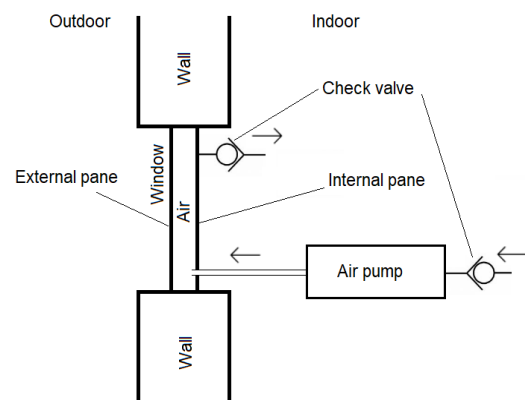 Outdoor
Indoor
Wall
Check valve
External pane
Window
Air
Internal pane
Air pump
Wall